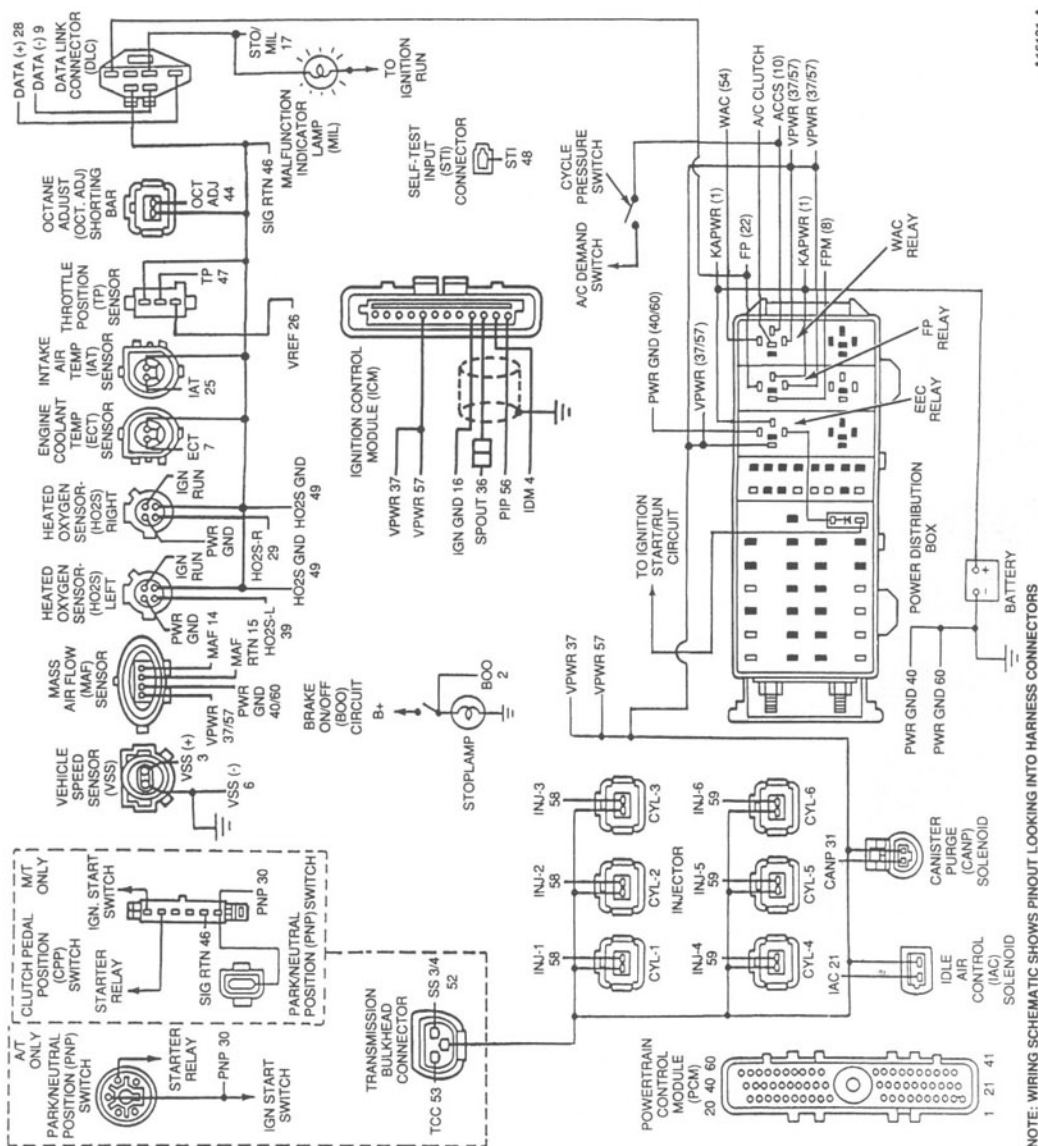 A/T
ONLY
PARK/NEUTRAL
POSITION (PNP)
SWITCH
STARTER
RELAY
PNP 30
IGN START
SWITCH
CLUTCH PEDAL
POSITION
(CPP)
SWITCH
M/T
ONLY
IGN. START
SWITCH
STARTER
RELAY
SIG RTN 46
PNP 30
PARK/NEUTRAL
POSITION (PNP) SWITCH
TRANSMISSION
BULKHEAD
CONNECTOR
TCC 53
SS 3/4
52
VEHICLE
SPEED
SENSOR
(VSS)
VSS (+)
3
VSS (-)
6
MASS
AIR FLOW
(MAF)
SENSOR
VPWR
37/57
PWR
GND
40/60
MAF
RTN 15
MAF 14
HEATED
OXYGEN
SENSOR-
(HO2S)
LEFT
PWR
GND
IGN
RUN
HO2S-L
39
HO2S GND
49
HEATED
OXYGEN
SENSOR-(HO2S)
RIGHT
PWR
GND
IGN
RUN
HO2S-R
29
HO2S GND
49
ENGINE
COOLANT
TEMP
(ECT)
SENSOR
ECT
7
INTAKE
AIR
TEMP
(IAT)
SENSOR
IAT
25
THROTTLE
POSITION
(TP)
SENSOR
TP
47
VREF 26
OCTANE
ADJUST
(OCT. ADJ)
SHORTING
BAR
OCT
ADJ
44
SIG RTN 46
DATA (+) 28
DATA (-) 9
DATA LINK
CONNECTOR
(DLC)
STO/
MIL
17
MALFUNCTION
INDICATOR
LAMP
(MIL)
TO
IGNITION
RUN
BRAKE
ON/OFF
(BOO)
CIRCUIT
B+
BOO
2
STOPLAMP
IGNITION CONTROL
MODULE (ICM)
VPWR 37
VPWR 57
IGN GND 16
SPOUT 36
PIP 56
IDM 4
SELF-TEST
INPUT
(STI)
CONNECTOR
STI
48
CYCLE
PRESSURE
SWITCH
A/C DEMAND
SWITCH
INJ-1
58
CYL-1
INJ-2
58
CYL-2
INJ-3
58
CYL-3
INJECTOR
INJ-4
59
CYL-4
INJ-5
59
CYL-5
INJ-6
59
CYL-6
VPWR 37
VPWR 57
TO IGNITION
START/RUN
CIRCUIT
PWR GND (40/60)
VPWR (37/57)
KAPWR (1)
FP (22)
WAC (54)
A/C CLUTCH
ACCS (10)
VPWR (37/57)
VPWR (37/57)
KAPWR (1)
FPM (8)
WAC
RELAY
FP
RELAY
EEC
RELAY
POWER DISTRIBUTION
BOX
PWR GND 40
PWR GND 60
- +
BATTERY
POWERTRAIN
CONTROL
MODULE
(PCM)
20 40 60
1 21 41
IAC 21
IDLE
AIR
CONTROL
(IAC)
SOLENOID
CANP 31
CANISTER
PURGE
(CANP)
SOLENOID
NOTE: WIRING SCHEMATIC SHOWS PINOUT LOOKING INTO HARNESS CONNECTORS